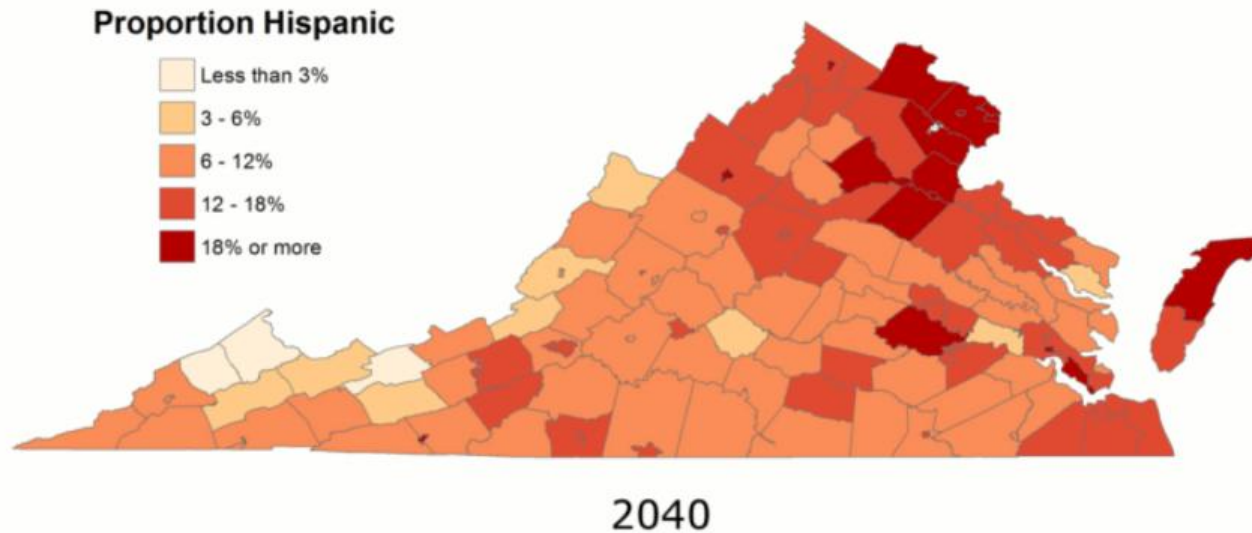 Proportion Hispanic
Less than 3%
3 - 6%
6 - 12%
12 - 18%
18% or more
2040